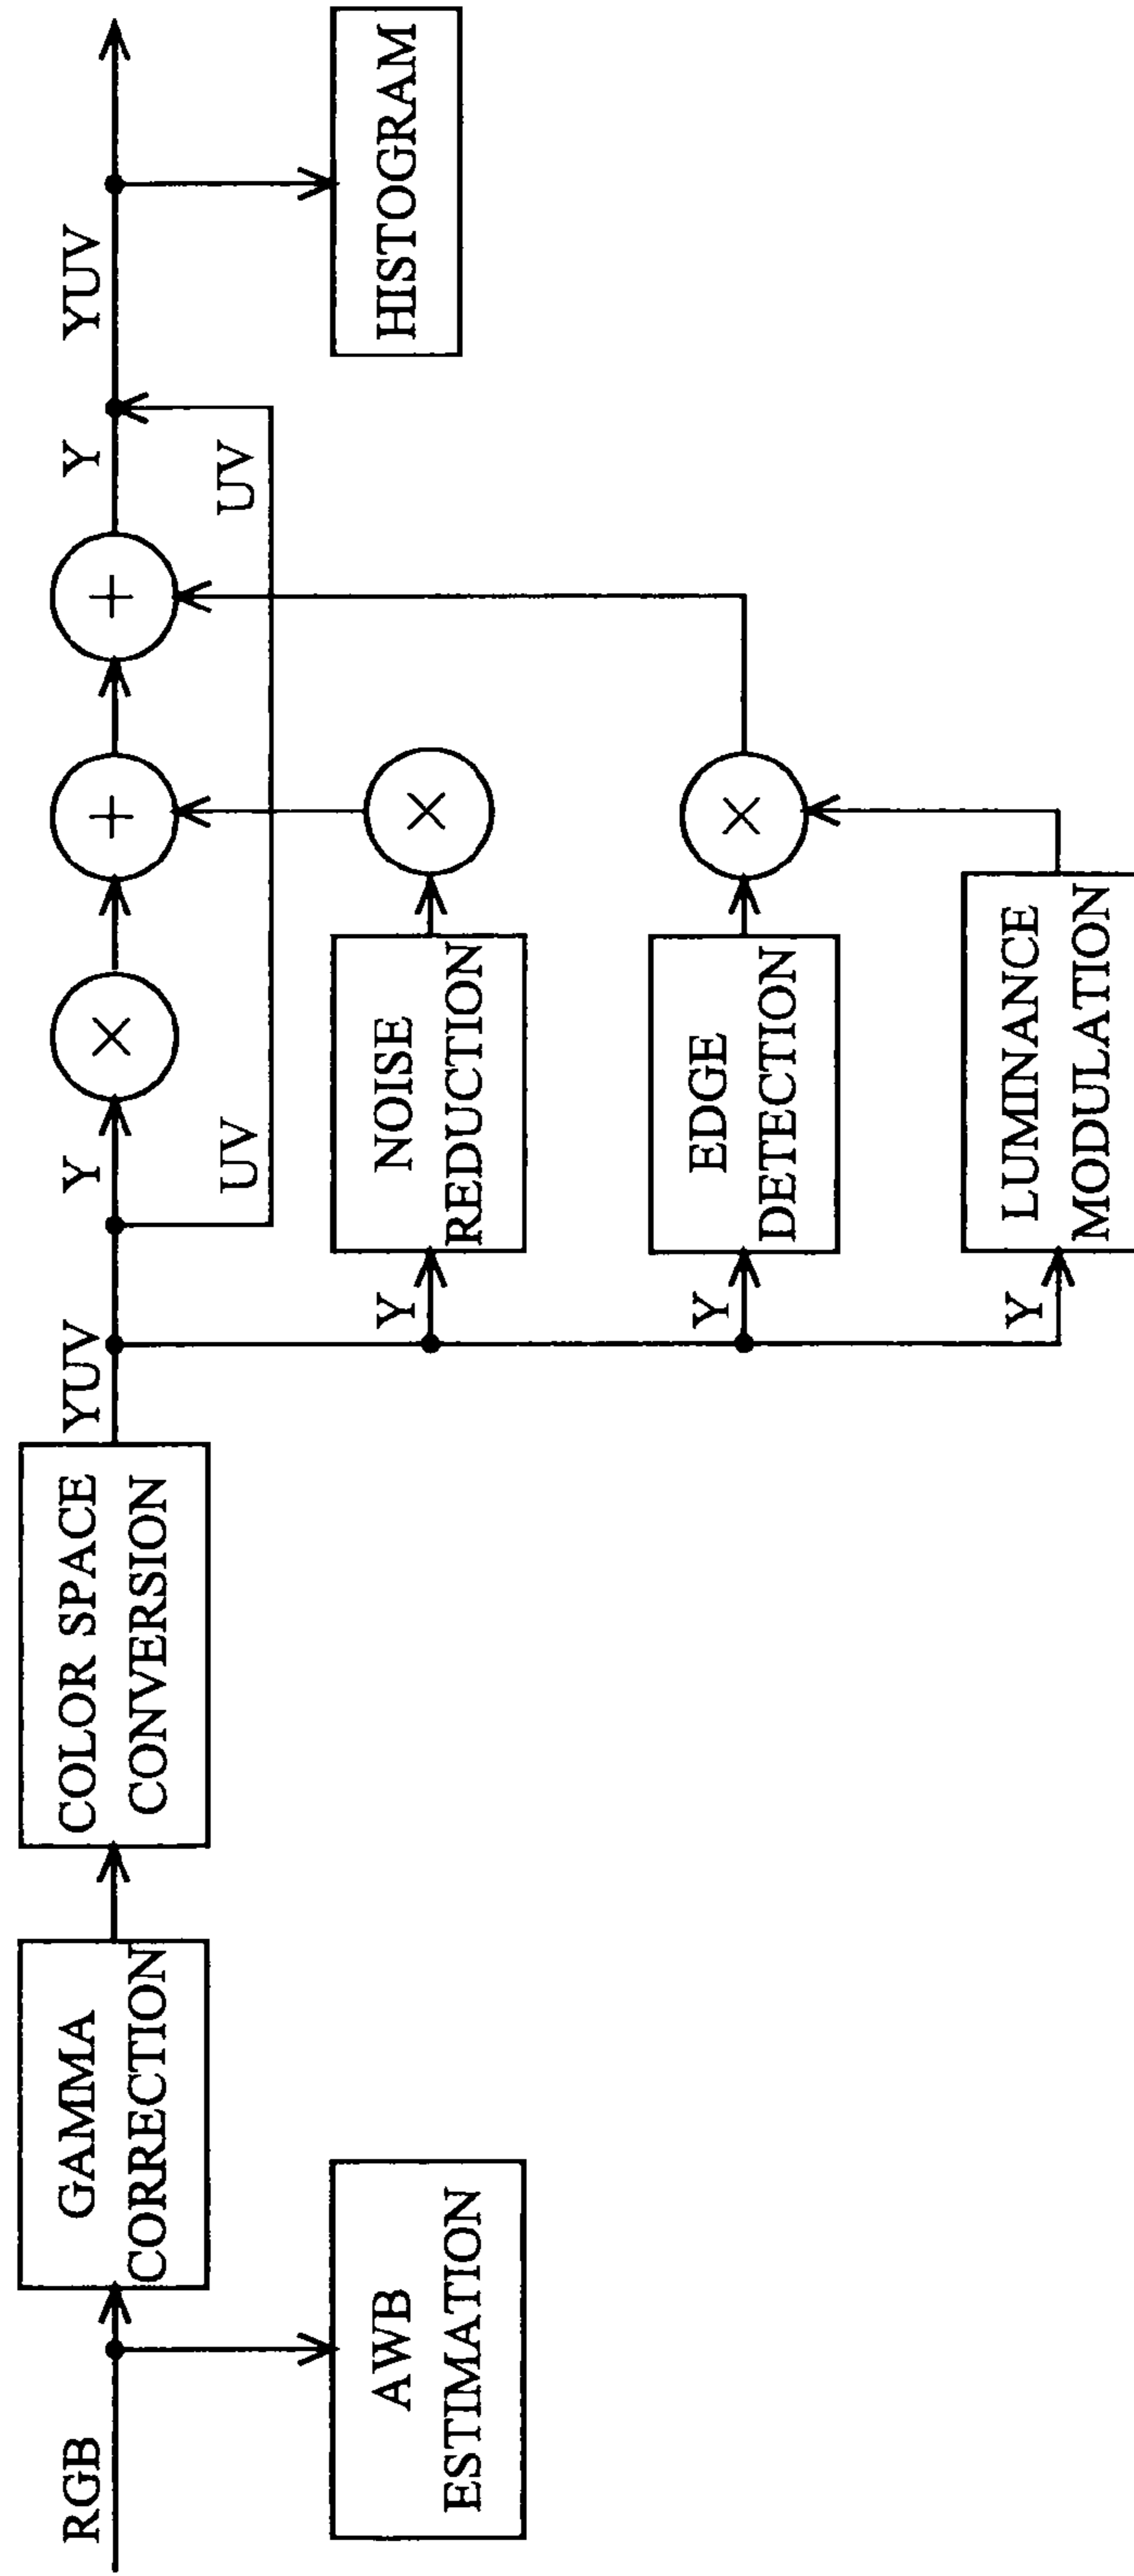 RGB
GAMMA
CORRECTION
AWB
ESTIMATION
COLOR SPACE
CONVERSION
YUV
Y
UV
Y
NOISE
REDUCTION
Y
EDGE
DETECTION
Y
LUMINANCE
MODULATION
×
+
+
×
×
UV
Y
YUV
HISTOGRAM